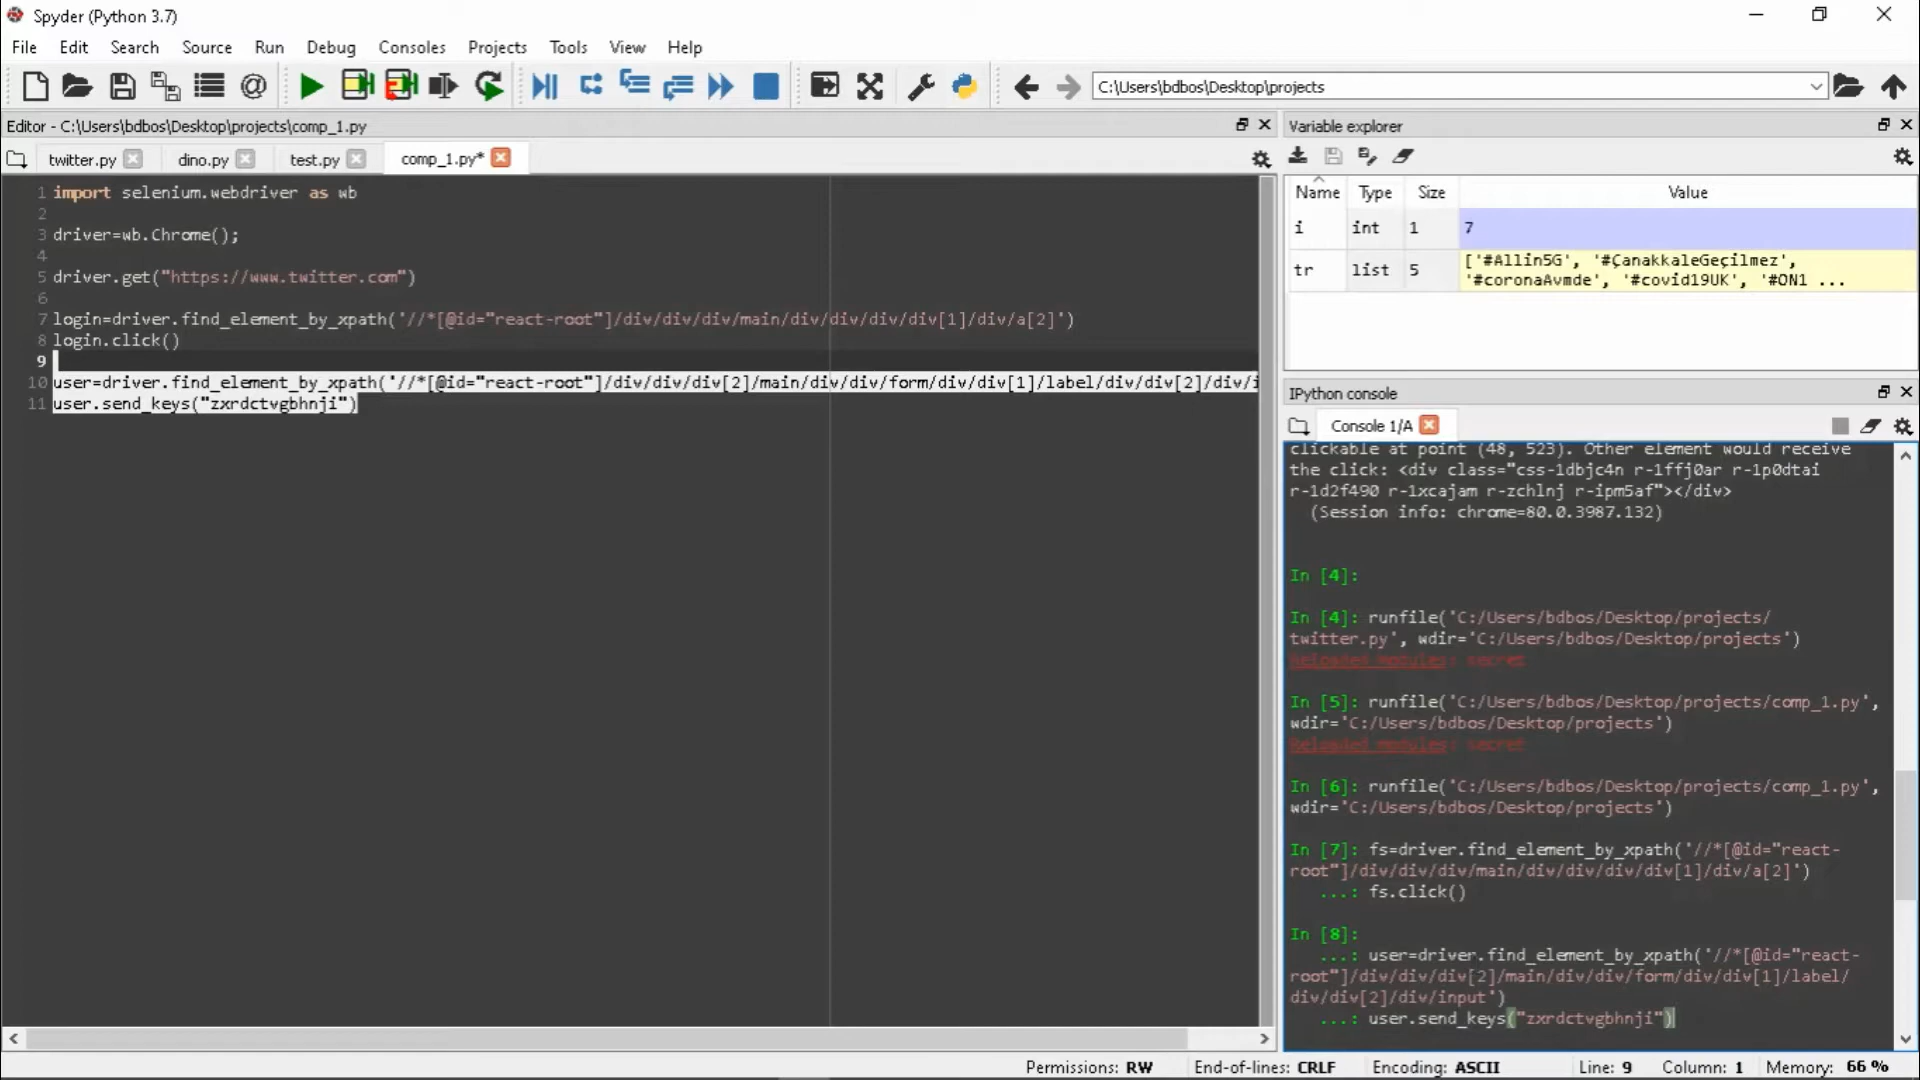 Spyder (Python 3.7)
File Edit Search Source Run Debug Consoles Projects Tools View Help
C:\Users\bdbos\Desktop\projects
Editor - C:\Users\bdbos\Desktop\projects\comp_1.py
twitter.py dino.py test.py comp_1.py*
1 import selenium.webdriver as wb
2
3 driver=wb.Chrome();
4
5 driver.get("https://www.twitter.com")
6
7 login=driver.find_element_by_xpath('//*[@id="react-root"]/div/div/div/main/div/div/div/div[1]/div/a[2]')
8 login.click()
9
10 user=driver.find_element_by_xpath('//*[@id="react-root"]/div/div/div[2]/main/div/div/form/div/div[1]/label/div/div[2]/div/i
11 user.send_keys("zxrdctvgbhnji")
Variable explorer
Name Type Size Value
i int 1 7
tr list 5 ['#Allin5G', '#ÇanakkaleGeçilmez',
'#coronaAvmde', '#covid19UK', '#ON1 ...
IPython console
Console 1/A
clickable at point (48, 523). Other element would receive
the click: <div class="css-1dbjc4n r-1ffj0ar r-1p0dtai
r-1d2f490 r-1xcajam r-zchlnj r-ipm5af"></div>
(Session info: chrome=80.0.3987.132)
In [4]:
In [4]: runfile('C:/Users/bdbos/Desktop/projects/
twitter.py', wdir='C:/Users/bdbos/Desktop/projects')
Reloaded modules: secret
In [5]: runfile('C:/Users/bdbos/Desktop/projects/comp_1.py',
wdir='C:/Users/bdbos/Desktop/projects')
Reloaded modules: secret
In [6]: runfile('C:/Users/bdbos/Desktop/projects/comp_1.py',
wdir='C:/Users/bdbos/Desktop/projects')
In [7]: fs=driver.find_element_by_xpath('//*[@id="react-
root"]/div/div/div/main/div/div/div/div[1]/div/a[2]')
...: fs.click()
In [8]:
...: user=driver.find_element_by_xpath('//*[@id="react-
root"]/div/div/div[2]/main/div/div/form/div/div[1]/label/
div/div[2]/div/input')
...: user.send_keys("zxrdctvgbhnji")
Permissions: RW End-of-lines: CRLF Encoding: ASCII Line: 9 Column: 1 Memory: 66 %